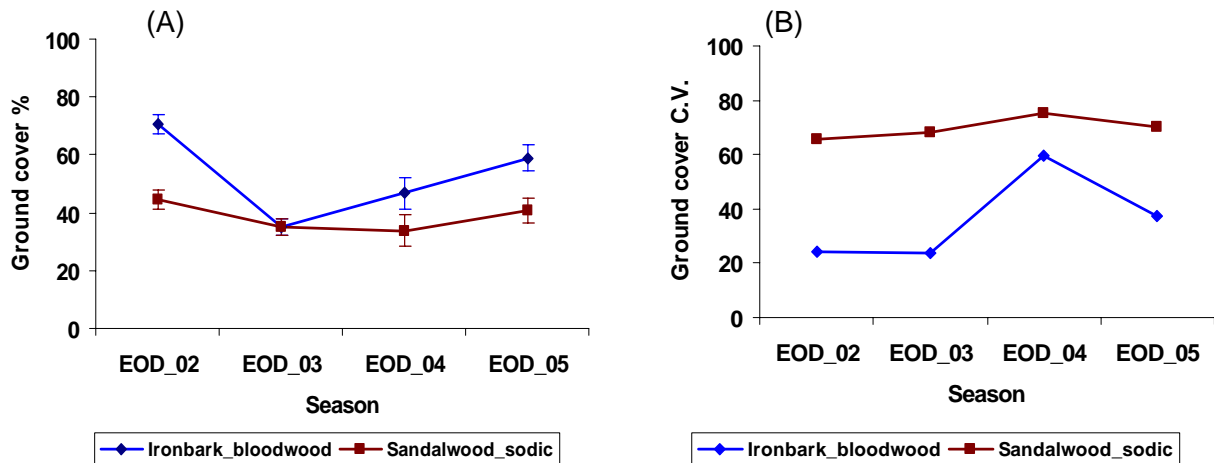 (A)
Ground cover %
100
80
60
40
20
0
EOD_02 EOD_03 EOD_04 EOD_05
Season
Ironbark_bloodwood Sandalwood_sodic
(B)
Ground cover C.V.
100
80
60
40
20
0
EOD_02 EOD_03 EOD_04 EOD_05
Season
Ironbark_bloodwood Sandalwood_sodic